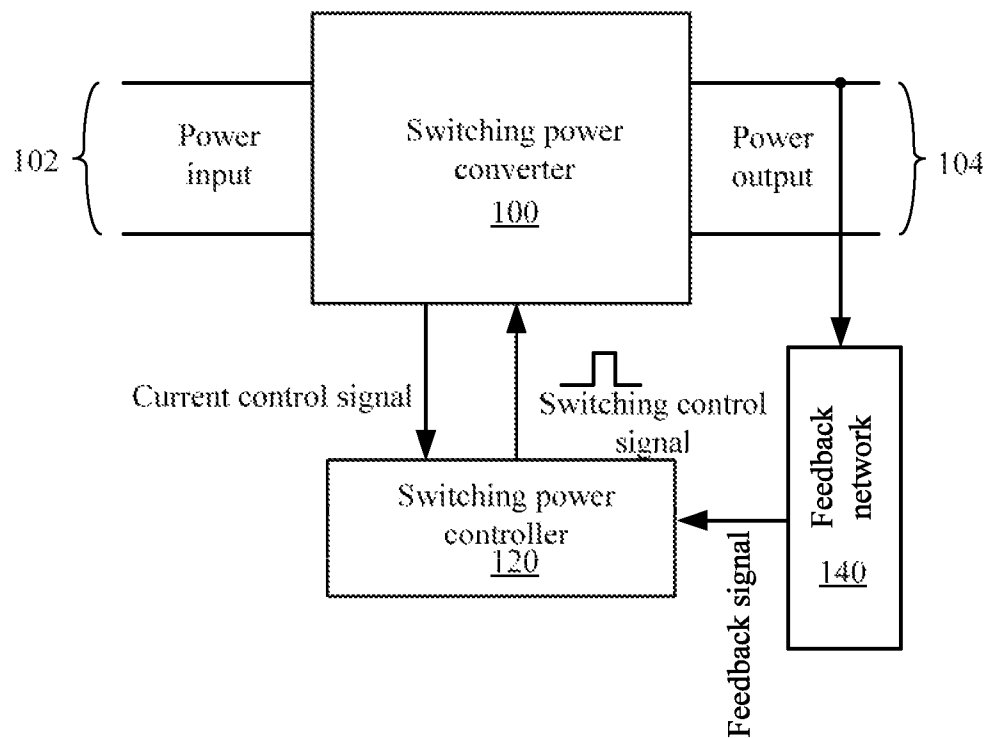 102
Power
input
Switching power
converter
100
Power
output
104
Current control signal
Switching control
signal
Switching power
controller
120
Feedback signal
Feedback
network
140